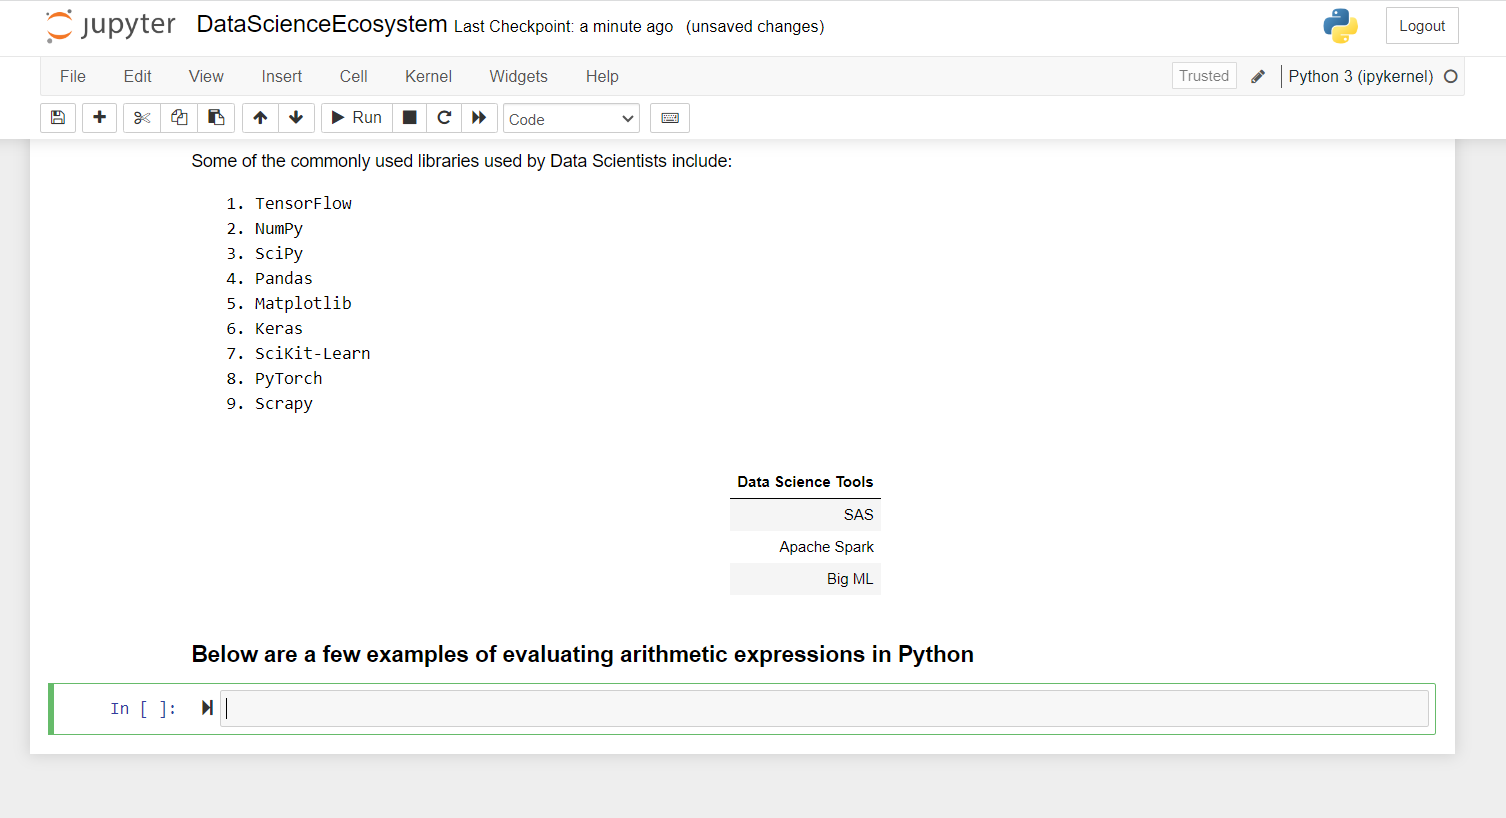 jupyter DataScienceEcosystem Last Checkpoint: a minute ago (unsaved changes) Logout
File Edit View Insert Cell Kernel Widgets Help Trusted Python 3 (ipykernel)
Run Code
Some of the commonly used libraries used by Data Scientists include:
1. TensorFlow
2. NumPy
3. SciPy
4. Pandas
5. Matplotlib
6. Keras
7. SciKit-Learn
8. PyTorch
9. Scrapy
Data Science Tools
SAS
Apache Spark
Big ML
Below are a few examples of evaluating arithmetic expressions in Python
In [ ]: